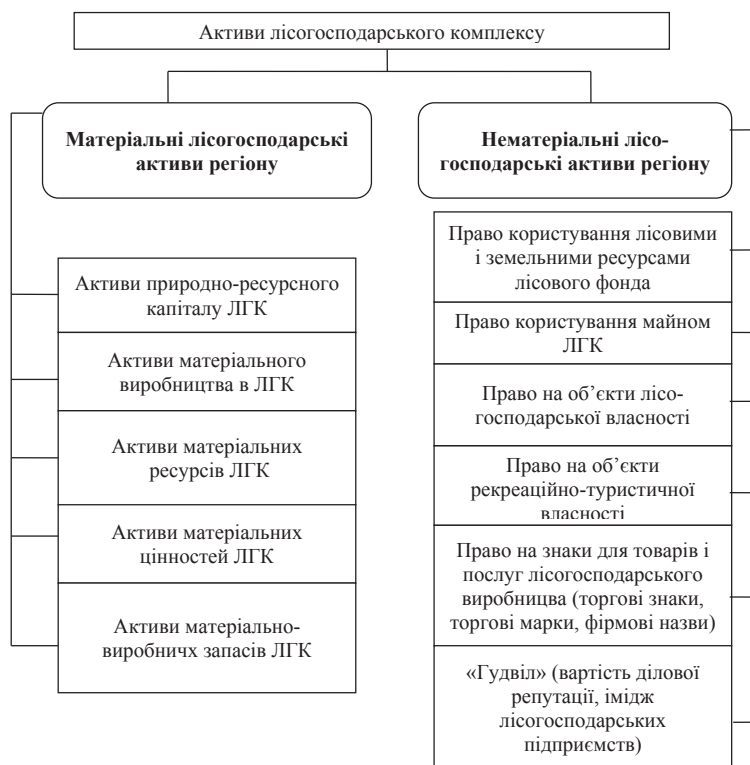 Активи лісогосподарського комплексу
Матеріальні лісогосподарські
активи регіону
Активи природно-ресурсного
капіталу ЛГК
Активи матеріального
виробництва в ЛГК
Активи матеріальних
ресурсів ЛГК
Активи матеріальних
цінностей ЛГК
Активи матеріально-
виробничх запасів ЛГК
Нематеріальні лісо-
господарські активи регіону
Право користування лісовими
і земельними ресурсами
лісового фонда
Право користування майном
ЛГК
Право на об’єкти лісо-
господарської власності
Право на об’єкти
рекреаційно-туристичної
власності
Право на знаки для товарів і
послуг лісогосподарського
виробницва (торгові знаки,
торгові марки, фірмові назви)
«Гудвіл» (вартість ділової
репутації, імідж
лісогосподарських
підприємств)